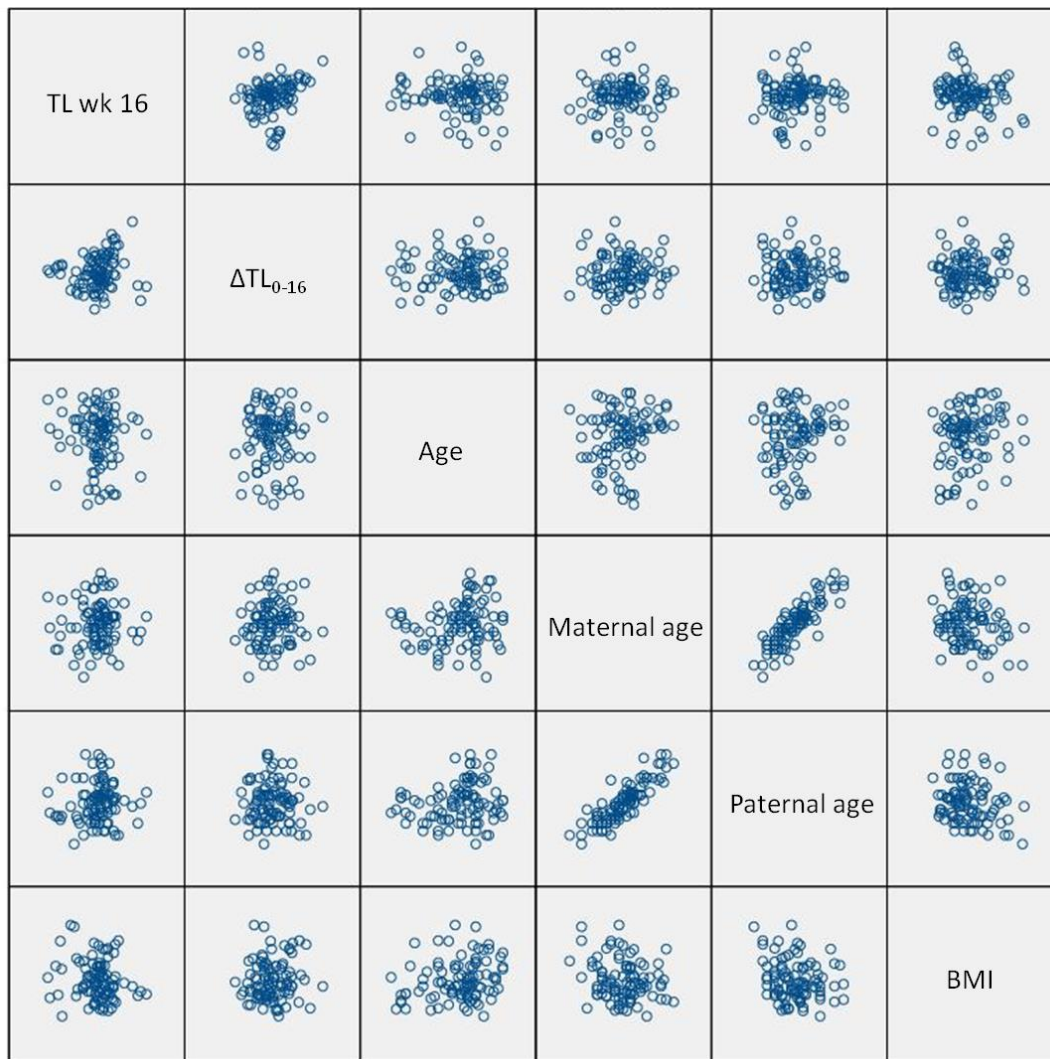 TL wk 16
ΔTL₀₋₁₆
Age
Maternal age
Paternal age
BMI